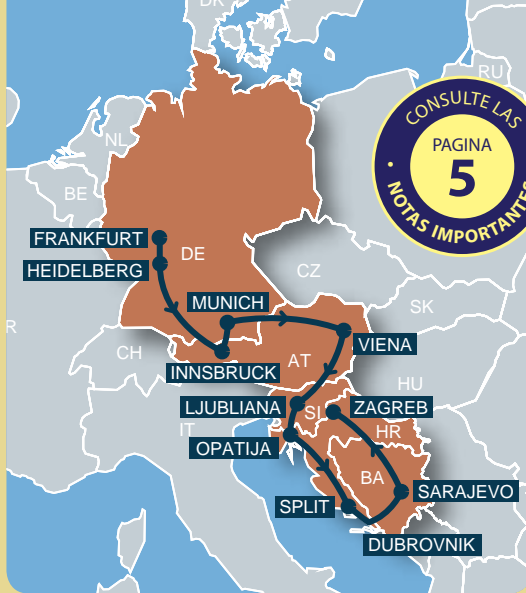 DK
RU
CONSULTE LAS
PAGINA
5
• NOTAS IMPORTANTES
NL
BE
FRANKFURT
DE
HEIDELBERG
CZ
SK
MUNICH
VIENA
CH
AT
INNSBRUCK
HU
LJUBLIANA
SI
ZAGREB
IT
HR
OPATIJA
BA
SARAJEVO
SPLIT
DUBROVNIK
R